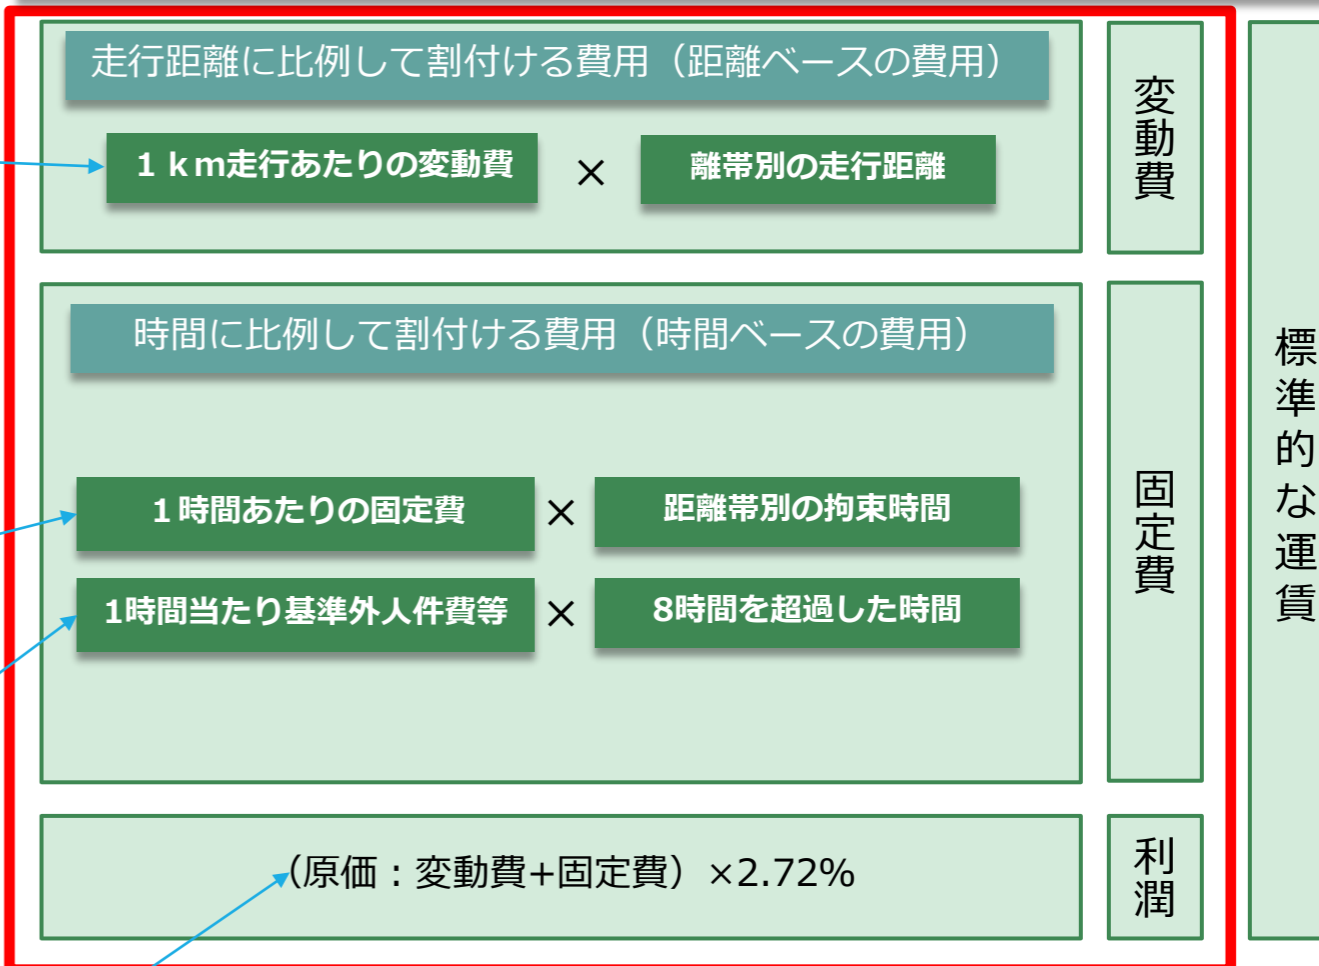 走行距離に比例して割付ける費用（距離ベースの費用）
１ｋｍ走行あたりの変動費 × 離帯別の走行距離
変動費
時間に比例して割付ける費用（時間ベースの費用）
１時間あたりの固定費 × 距離帯別の拘束時間
1時間当たり基準外人件費等 × 8時間を超過した時間
固定費
（原価：変動費+固定費）×2.72%
利潤
標準的な運賃